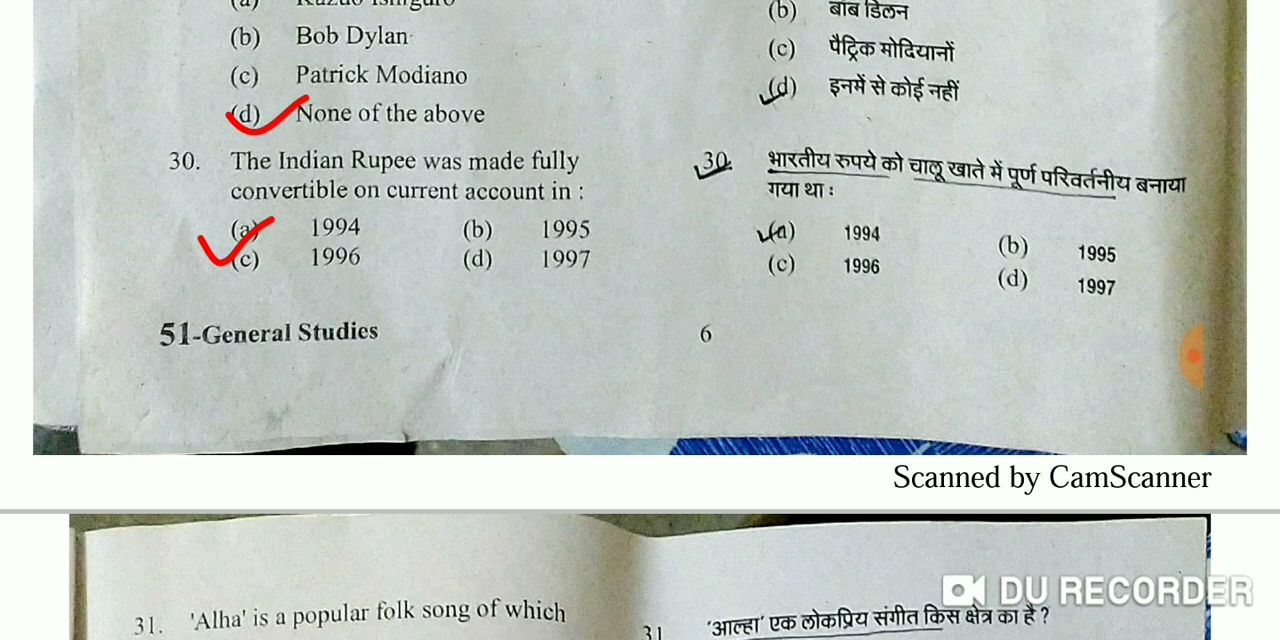 (a) Kazuo Ishiguro
(b) Bob Dylan
(c) Patrick Modiano
(d) None of the above
30. The Indian Rupee was made fully
convertible on current account in :
(a) 1994 (b) 1995
(c) 1996 (d) 1997
(b) बॉब डिलन
(c) पैट्रिक मोदियानों
(d) इनमें से कोई नहीं
30. भारतीय रुपये को चालू खाते में पूर्ण परिवर्तनीय बनाया
गया था :
(a) 1994 (b) 1995
(c) 1996 (d) 1997
51-General Studies 6
Scanned by CamScanner
31. 'Alha' is a popular folk song of which
31 'आल्हा' एक लोकप्रिय संगीत किस क्षेत्र का है ?
DU RECORDER